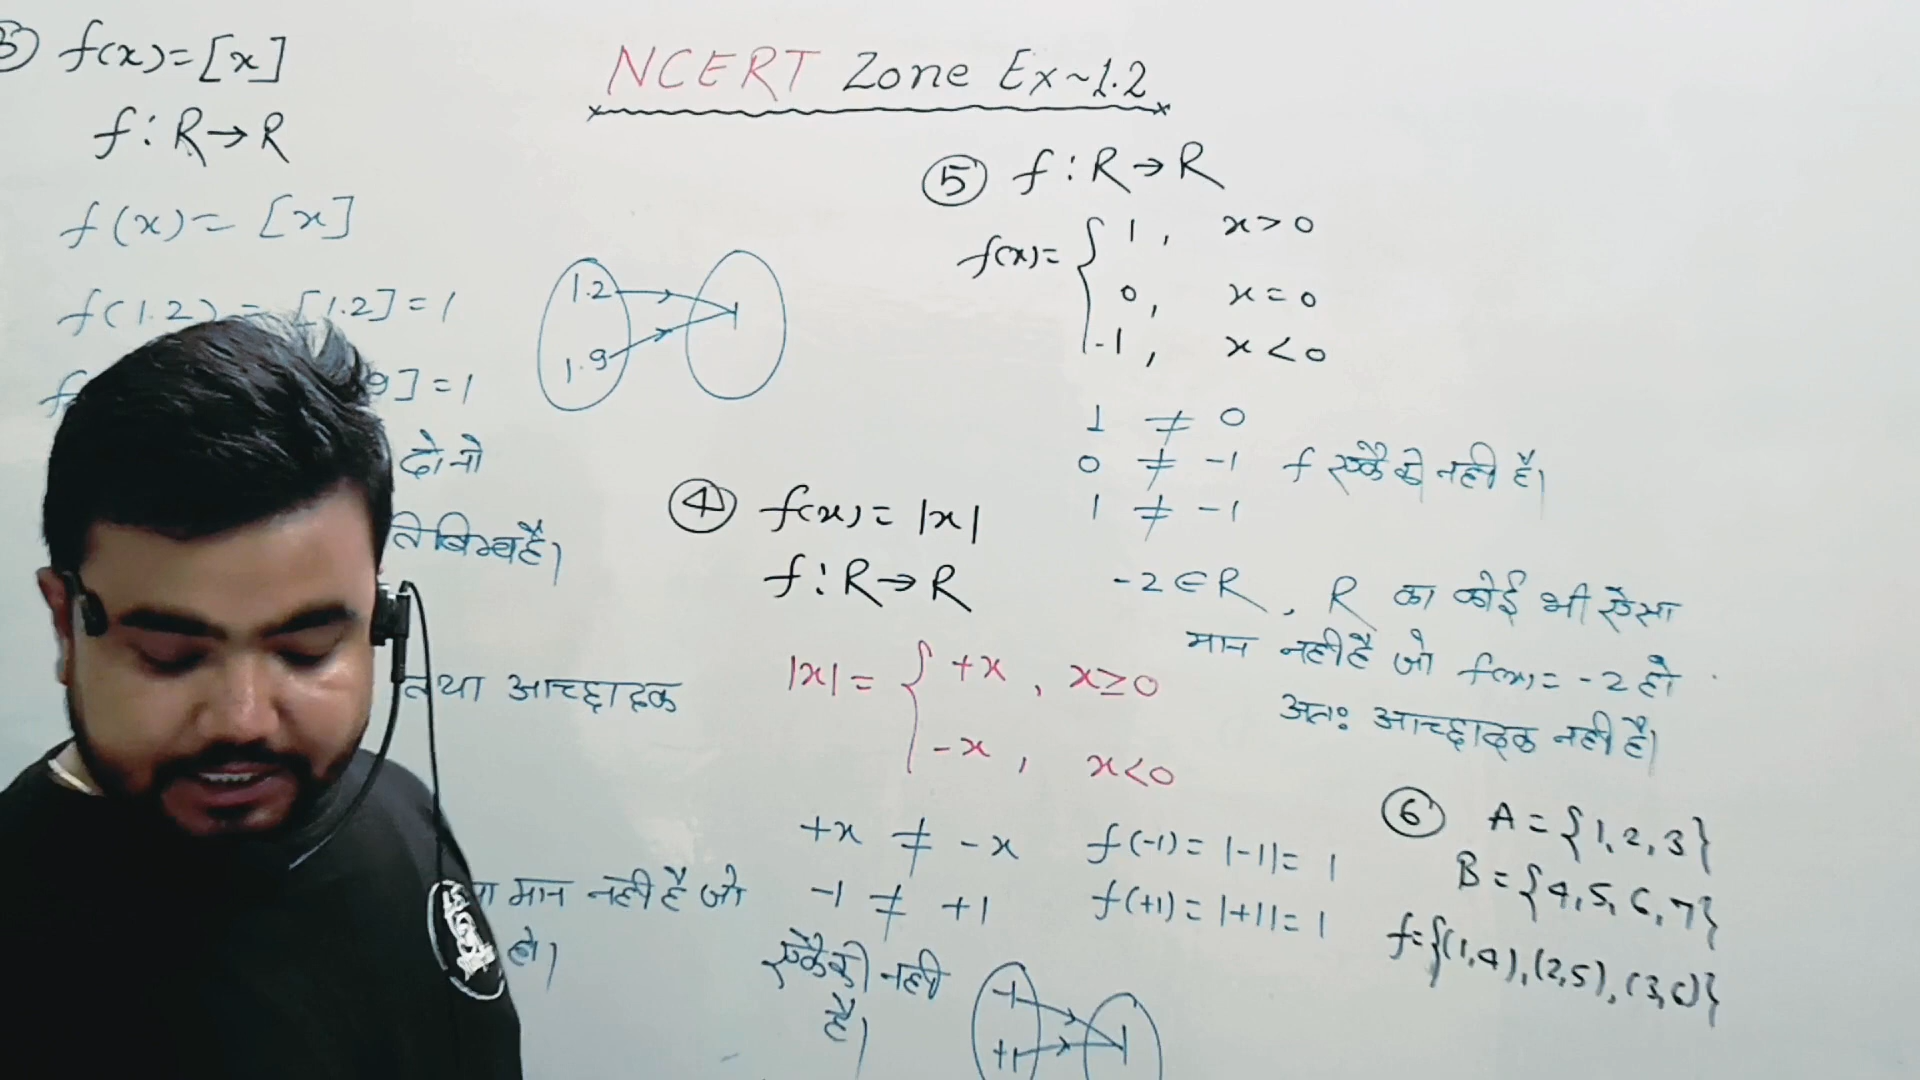 NCERT Zone Ex~1.2
f(x)=[x]
f:R→R
f(x)= [x]
f(1.2) = [1.2]=1
9]=1
दोनो
तथा आच्छादक
मान नही है जो
हो।
1.2
1.9
1
④ f(x)= |x|
f:R→R
|x|= { +x , x≥0
-x , x<0
+x ≠ -x f(-1)= |-1|= 1
-1 ≠ +1 f(+1)= |+1|= 1
एकैकी नही
है।
-1
+1
1
⑤ f:R→R
f(x)= { 1 , x>0
0 , x=0
-1 , x<0
1 ≠ 0
0 ≠ -1 f एकैकी नही है।
1 ≠ -1
-2∈R , R का कोई भी ऐसा
मान नही है जो f(x)= -2 हो
अतः आच्छादक नही है।
⑥ A={1,2,3}
B={4,5,6,7}
f={(1,4),(2,5),(3,6)}